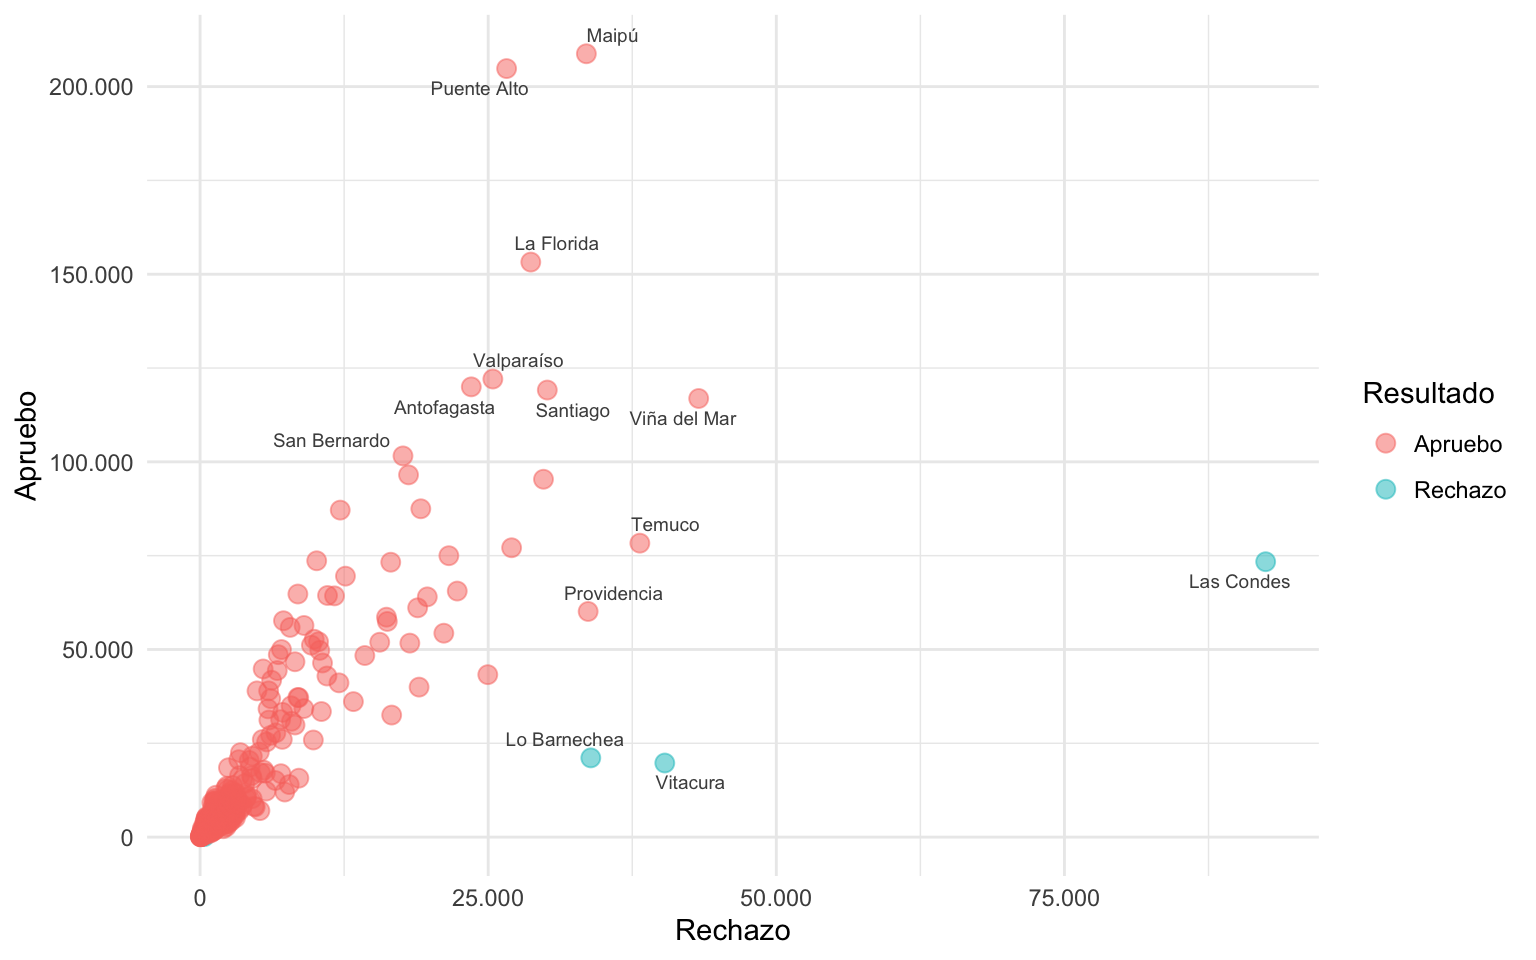 Maipú
Puente Alto
200.000
La Florida
150.000
Valparaíso
Antofagasta
Santiago
Viña del Mar
San Bernardo
100.000
Temuco
Las Condes
Providencia
50.000
Lo Barnechea
Vitacura
0
Apruebo
0
25.000
50.000
75.000
Rechazo
Resultado
Apruebo
Rechazo